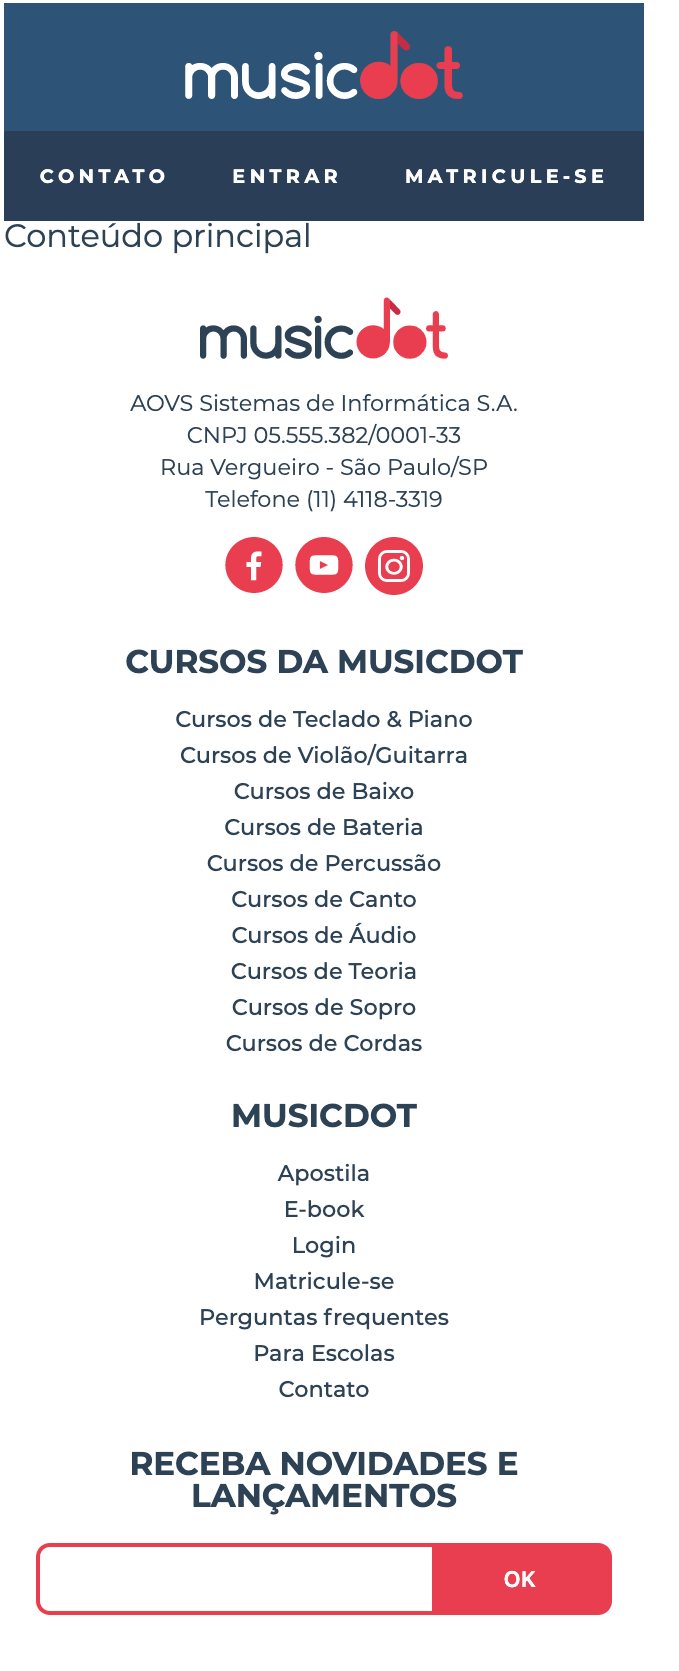 musicdot
CONTATO ENTRAR MATRICULE-SE
Conteúdo principal
musicdot
AOVS Sistemas de Informática S.A.
CNPJ 05.555.382/0001-33
Rua Vergueiro - São Paulo/SP
Telefone (11) 4118-3319
CURSOS DA MUSICDOT
Cursos de Teclado & Piano
Cursos de Violão/Guitarra
Cursos de Baixo
Cursos de Bateria
Cursos de Percussão
Cursos de Canto
Cursos de Áudio
Cursos de Teoria
Cursos de Sopro
Cursos de Cordas
MUSICDOT
Apostila
E-book
Login
Matricule-se
Perguntas frequentes
Para Escolas
Contato
RECEBA NOVIDADES E
LANÇAMENTOS
OK